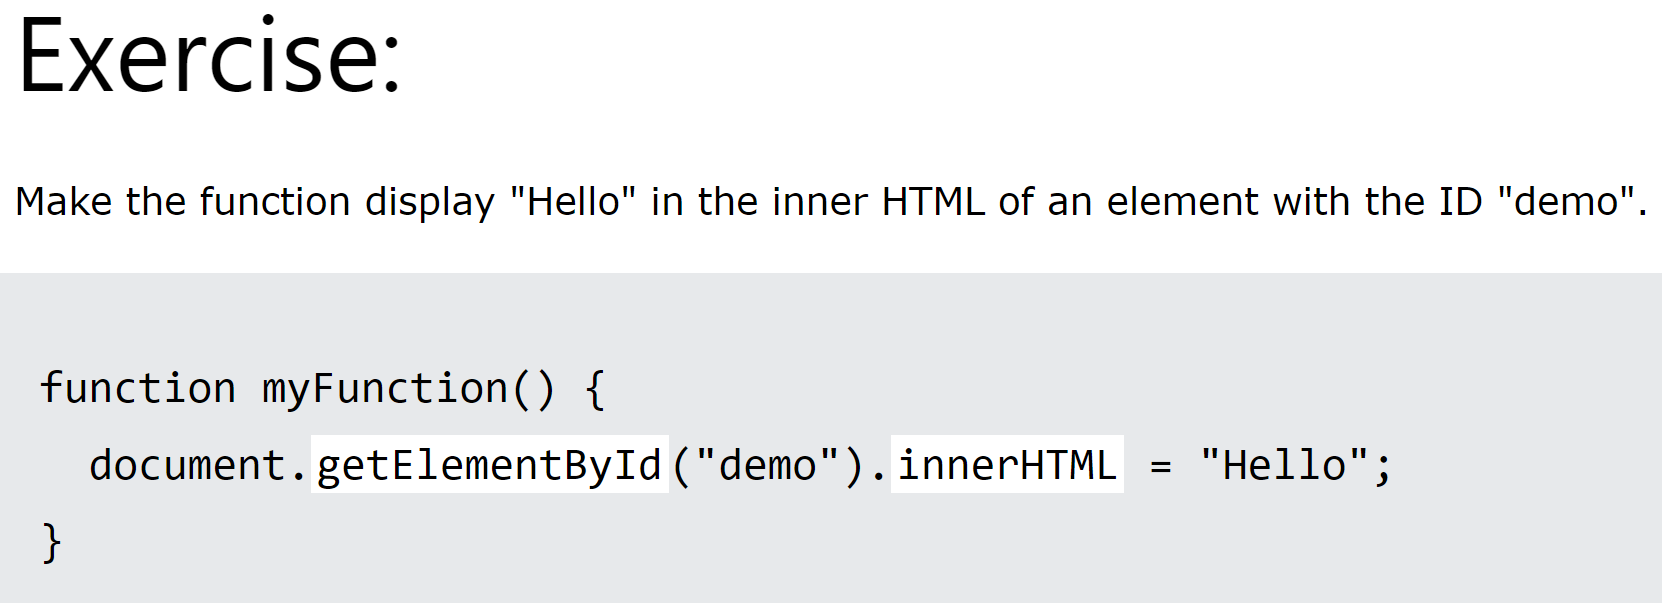 Exercise:
Make the function display "Hello" in the inner HTML of an element with the ID "demo".
function myFunction() {
  document.getElementById("demo").innerHTML = "Hello";
}